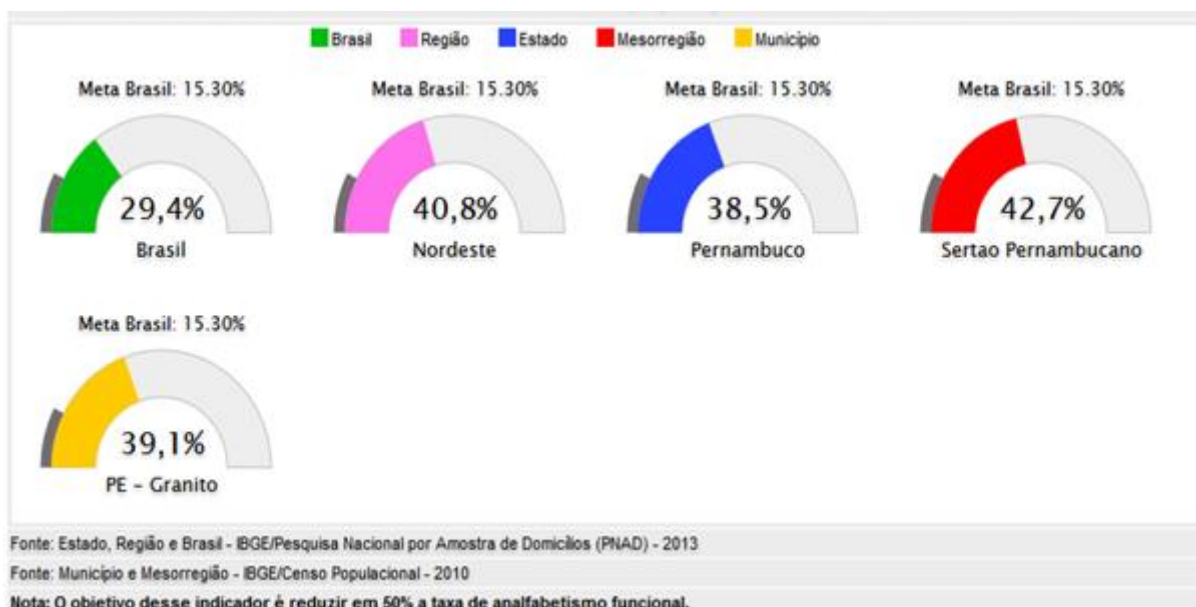 Brasil Região Estado Mesorregião Município
Meta Brasil: 15.30% Meta Brasil: 15.30% Meta Brasil: 15.30% Meta Brasil: 15.30%
29,4% 40,8% 38,5% 42,7%
Brasil Nordeste Pernambuco Sertao Pernambucano
Meta Brasil: 15.30%
39,1%
PE - Granito
Fonte: Estado, Região e Brasil - IBGE/Pesquisa Nacional por Amostra de Domicílios (PNAD) - 2013
Fonte: Município e Mesorregião - IBGE/Censo Populacional - 2010
Nota: O objetivo desse indicador é reduzir em 50% a taxa de analfabetismo funcional.